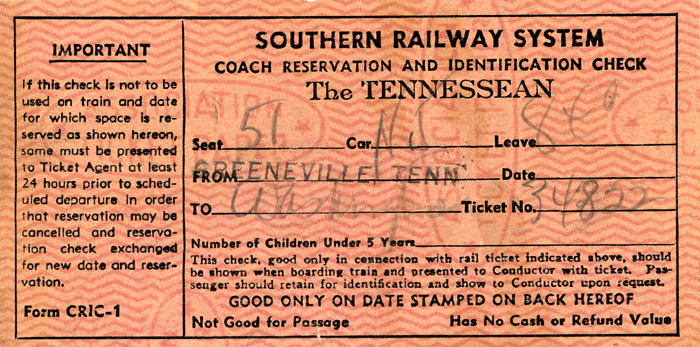 IMPORTANT
If this check is not to be
used on train and date
for which space is re-
served as shown hereon,
same must be presented
to Ticket Agent at least
24 hours prior to sched-
uled departure in order
that reservation may be
cancelled and reserva-
tion check exchanged
for new date and reser-
vation.
Form CRIC-1
SOUTHERN RAILWAY SYSTEM
COACH RESERVATION AND IDENTIFICATION CHECK
The TENNESSEAN
Seat 51 Car Leave
FROM GREENEVILLE, TENN Date
TO Wash Ticket No. 34822
Number of Children Under 5 Years
This check, good only in connection with rail ticket indicated above, should
be shown when boarding train and presented to Conductor with ticket. Pas-
senger should retain for identification and show to Conductor upon request.
GOOD ONLY ON DATE STAMPED ON BACK HEREOF
Not Good for Passage Has No Cash or Refund Value